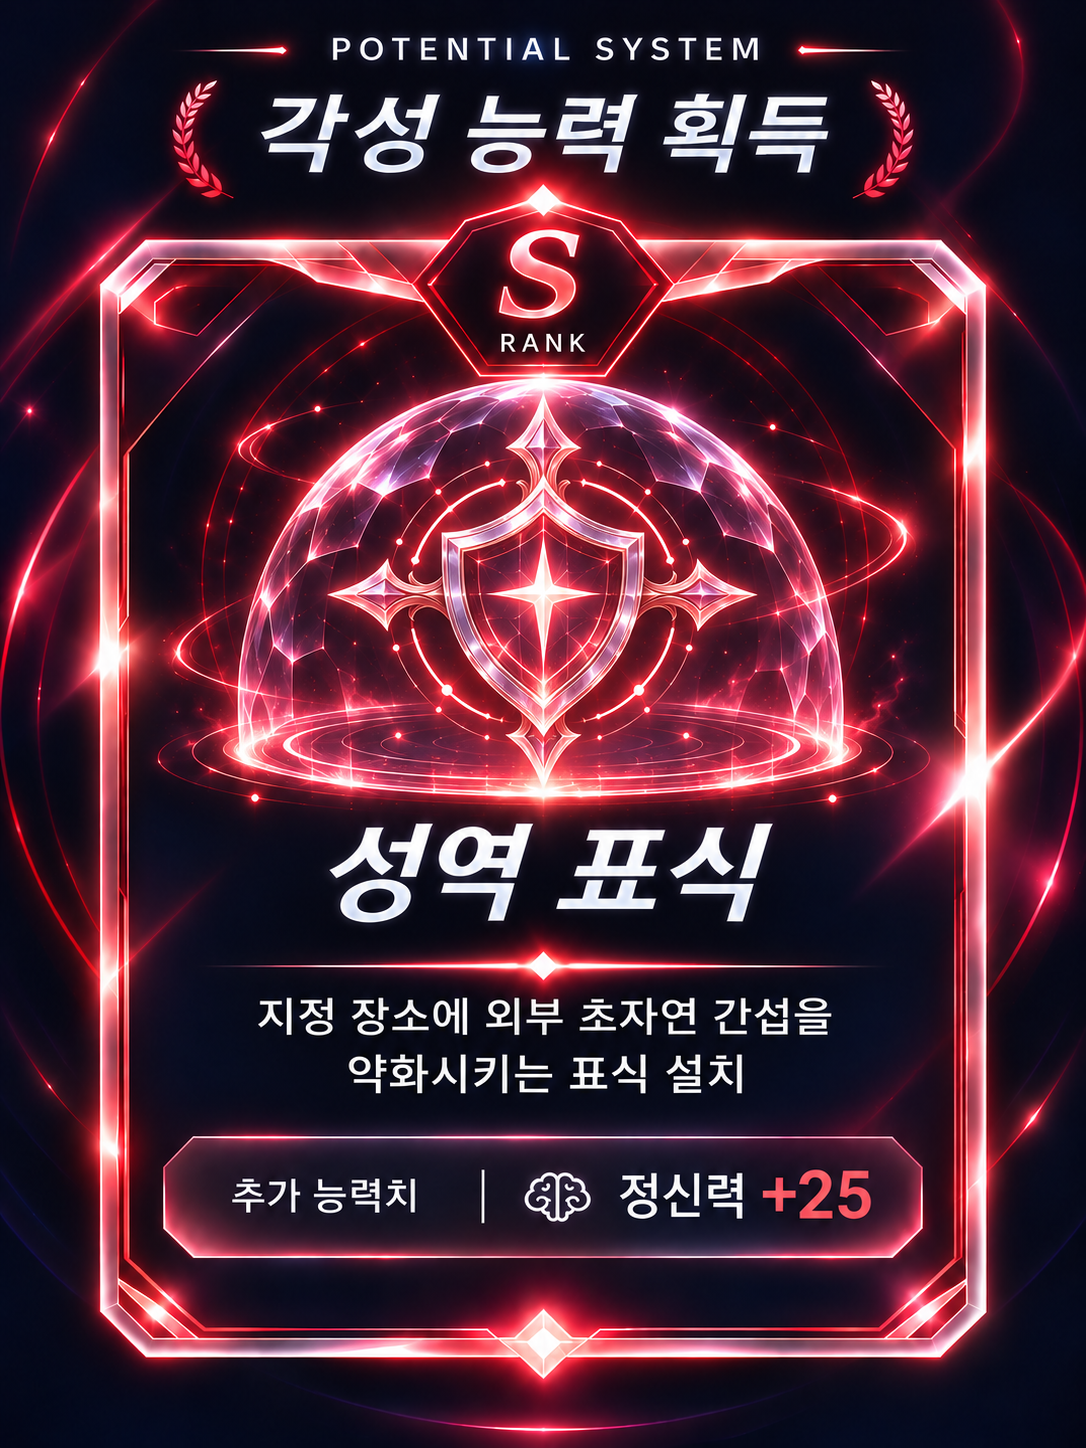 POTENTIAL SYSTEM
각성 능력 획득
S
RANK
성역 표식
지정 장소에 외부 초자연 간섭을
약화시키는 표식 설치
추가 능력치 | 정신력 +25